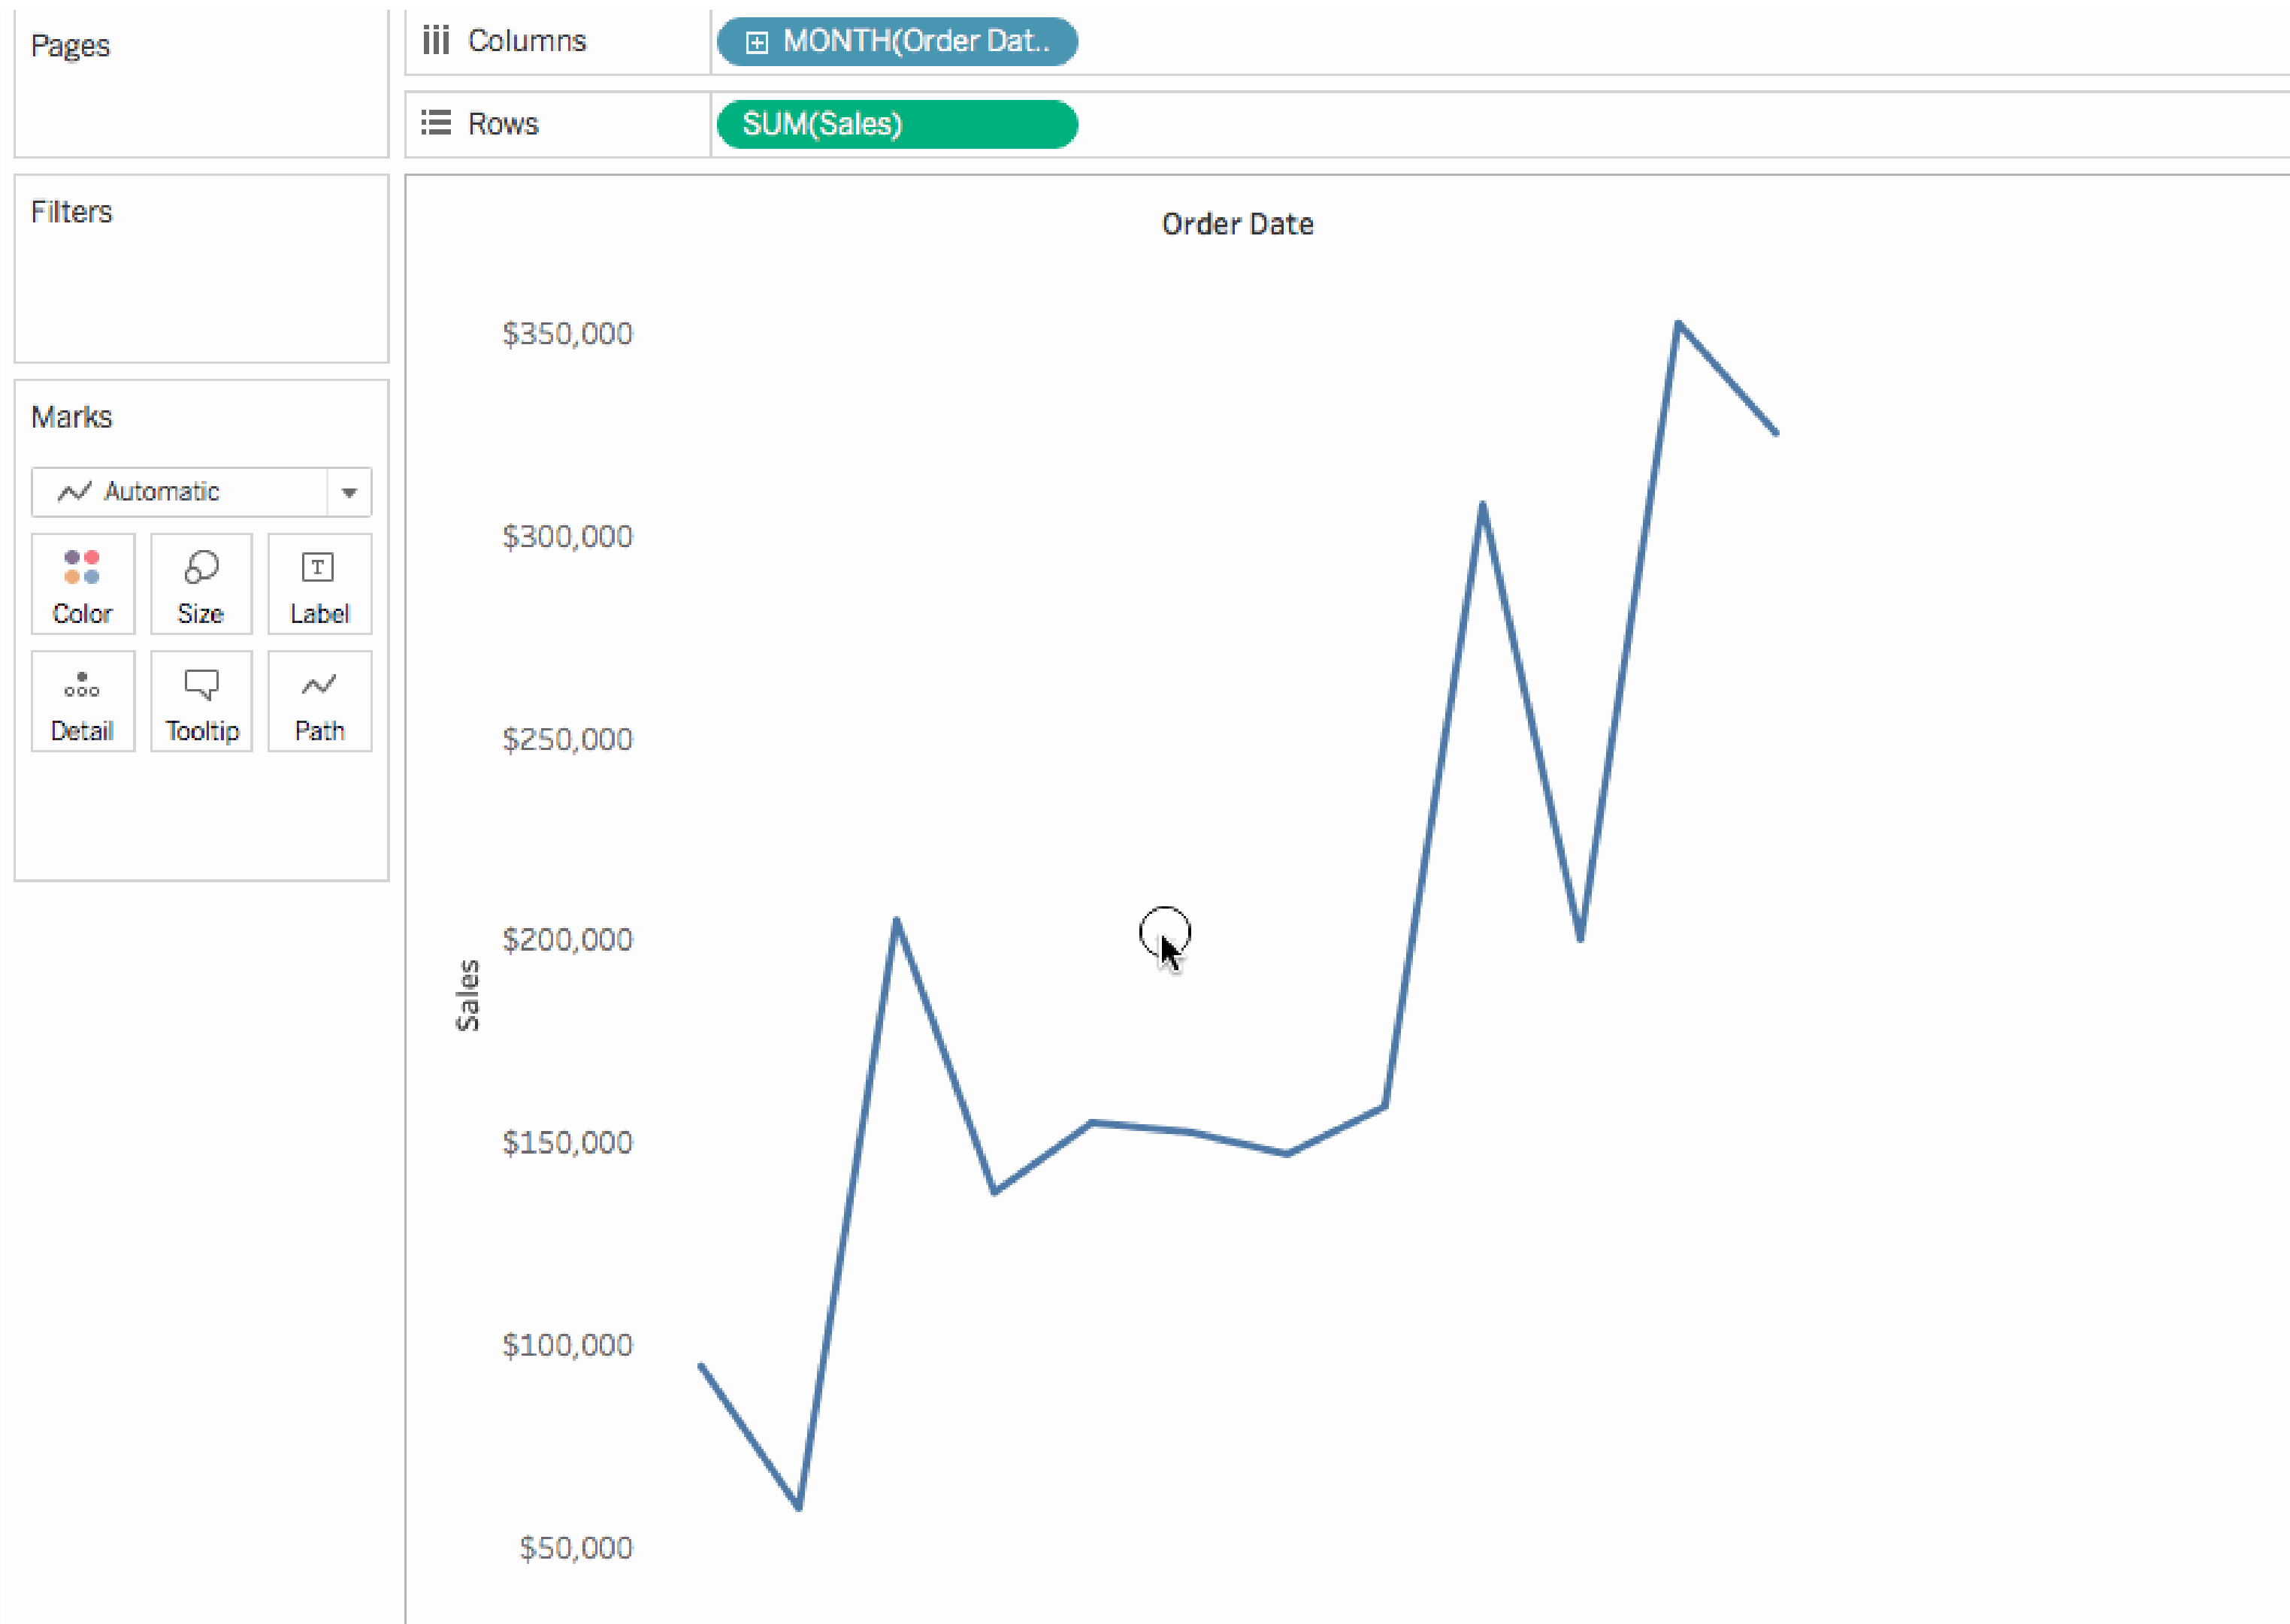 Pages
Columns
MONTH(Order Dat..
Rows
SUM(Sales)
Filters
Marks
Automatic
Color
Size
T
Label
Detail
Tooltip
Path
Order Date
$350,000
$300,000
$250,000
$200,000
$150,000
$100,000
$50,000
Sales